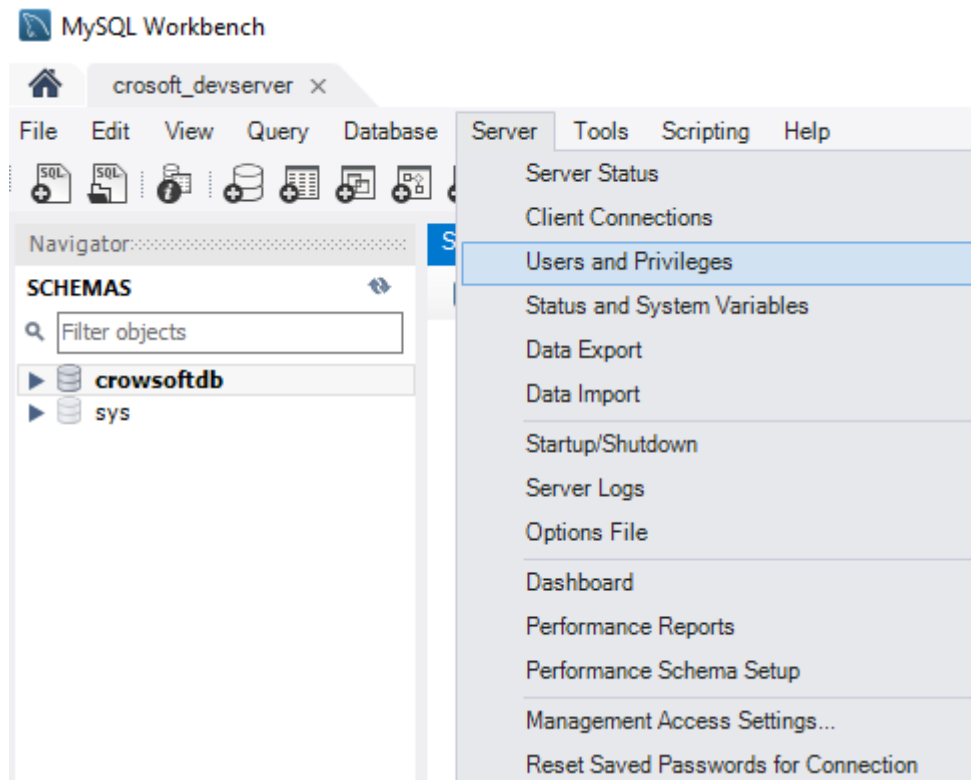 MySQL Workbench
crosoft_devserver
File Edit View Query Database Server Tools Scripting Help
SQL SQL
Navigator
SCHEMAS
Filter objects
crowsoftdb
sys
S
Server Status
Client Connections
Users and Privileges
Status and System Variables
Data Export
Data Import
Startup/Shutdown
Server Logs
Options File
Dashboard
Performance Reports
Performance Schema Setup
Management Access Settings...
Reset Saved Passwords for Connection